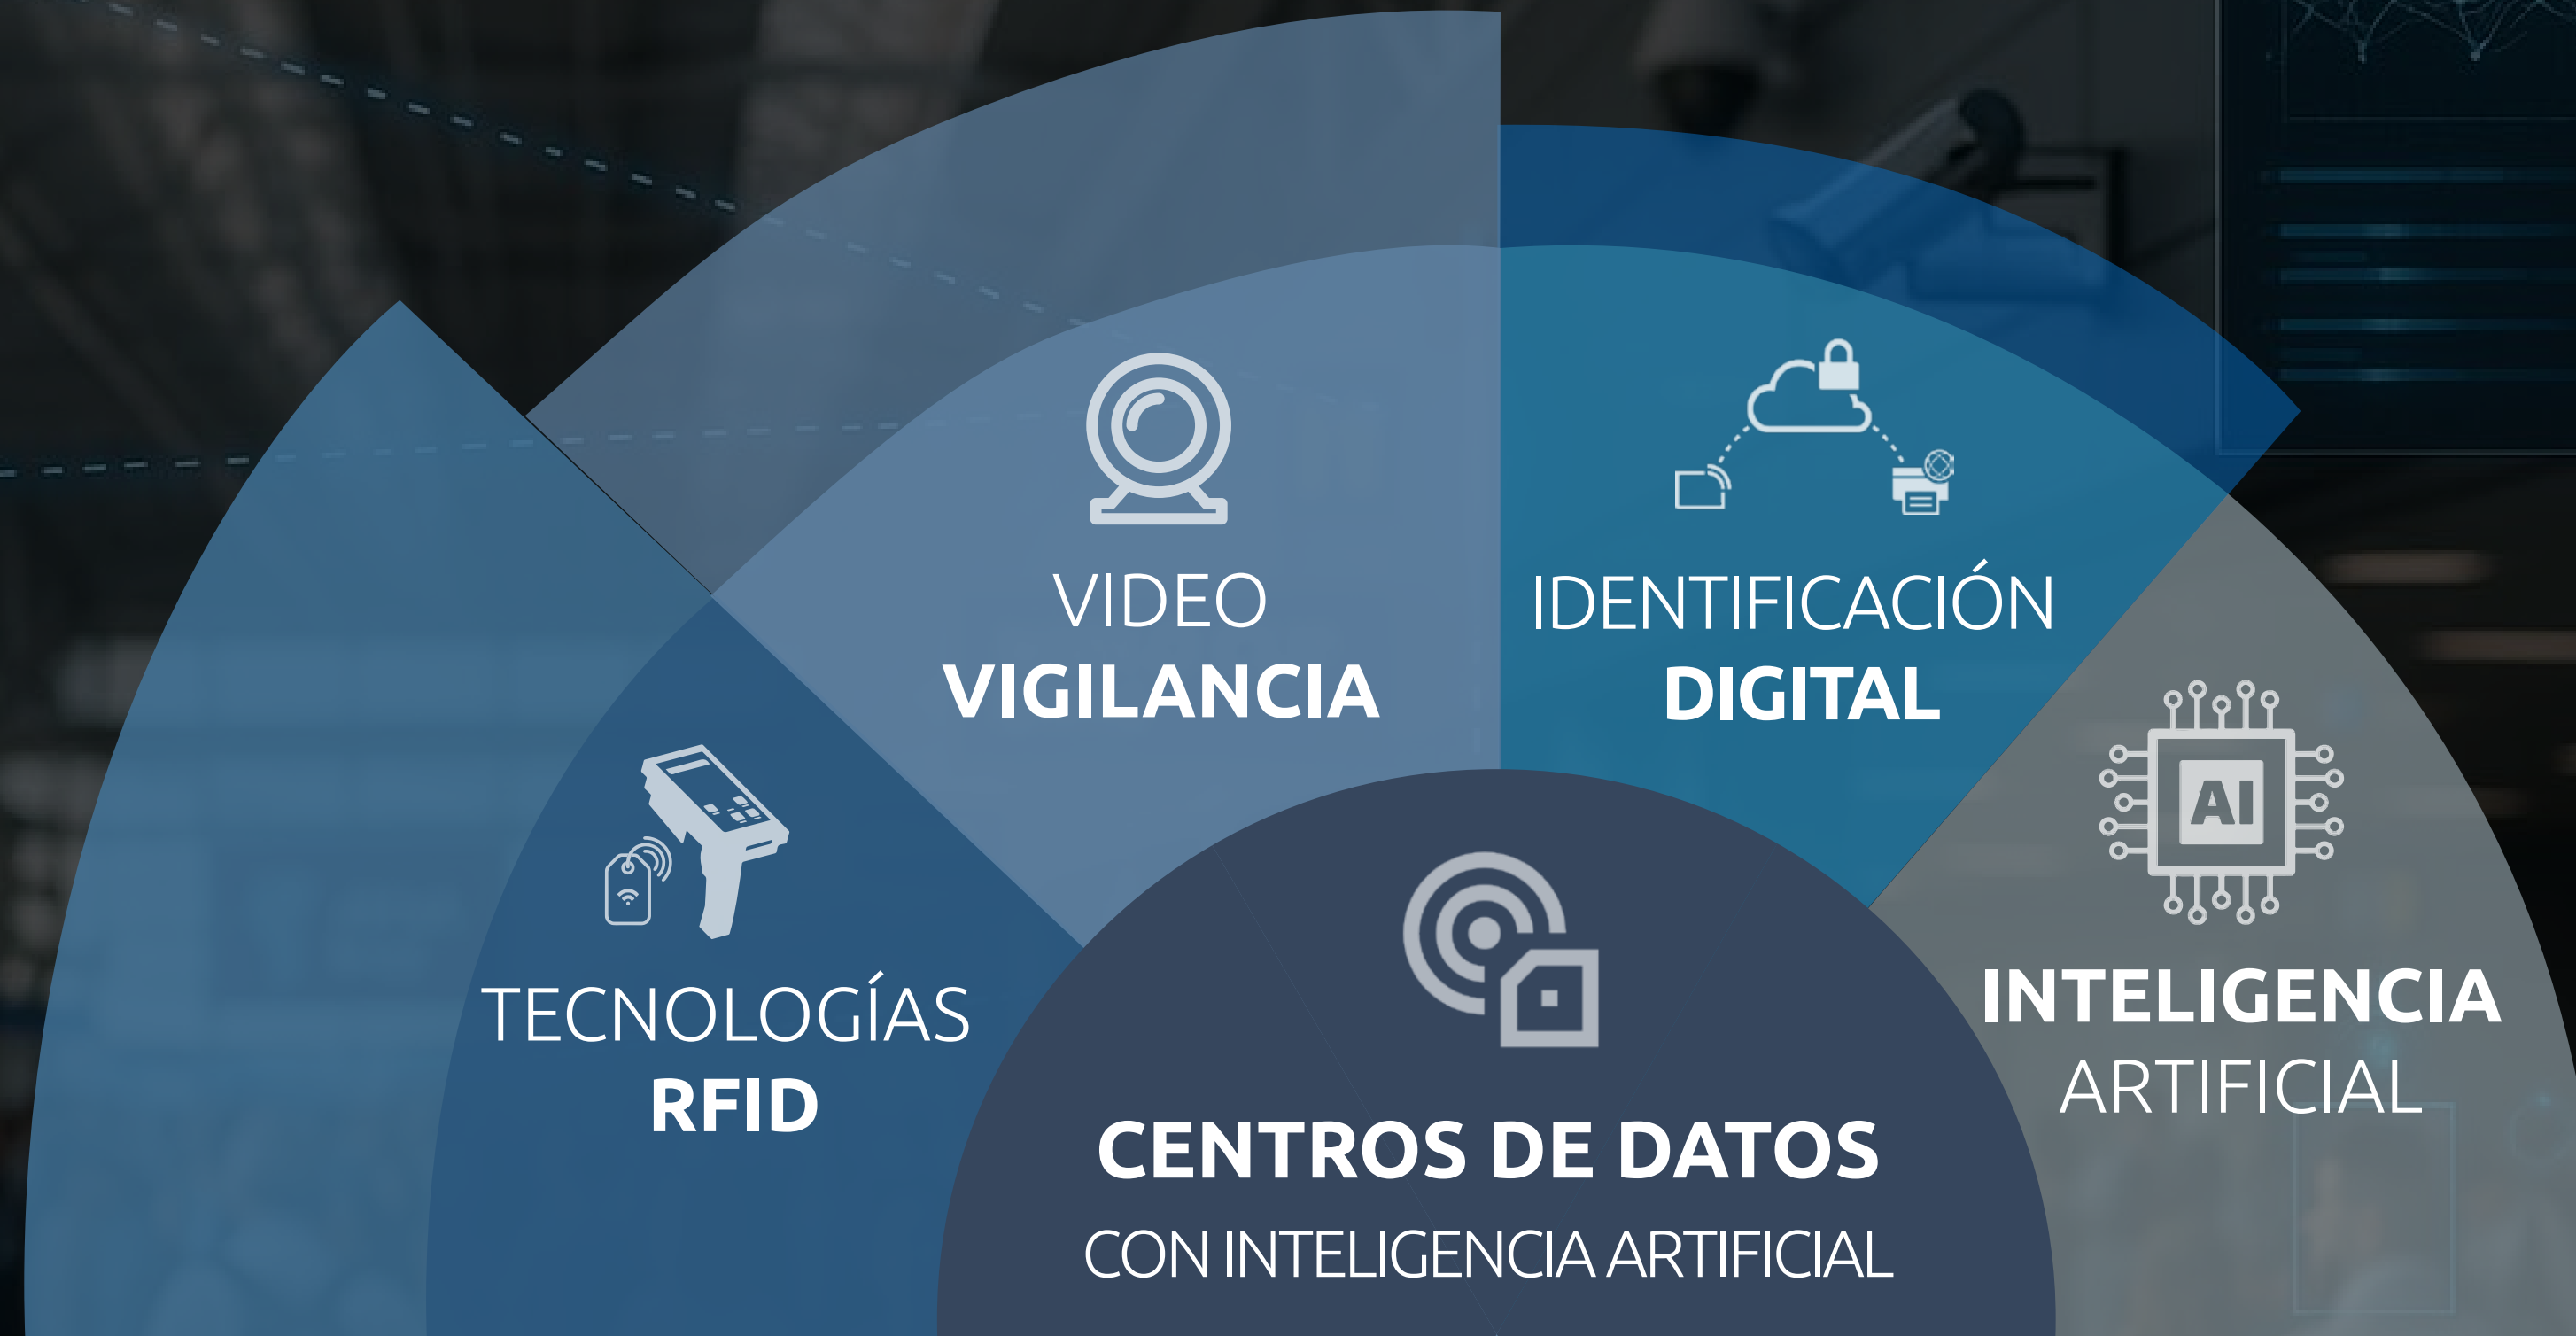 VIDEO
VIGILANCIA
IDENTIFICACIÓN
DIGITAL
TECNOLOGÍAS
RFID
AI
INTELIGENCIA
ARTIFICIAL
CENTROS DE DATOS
CON INTELIGENCIA ARTIFICIAL